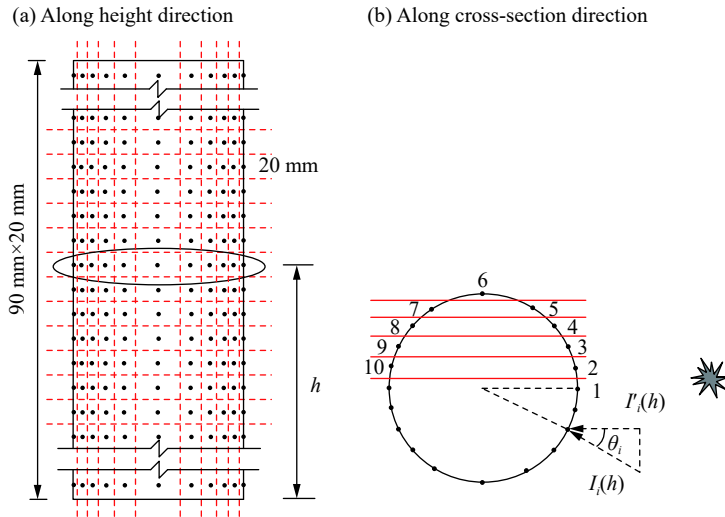 (a) Along height direction
(b) Along cross-section direction
20 mm
90 mm×20 mm
h
6
7
5
8
4
9
3
10
2
1
I′i(h)
θi
Ii(h)